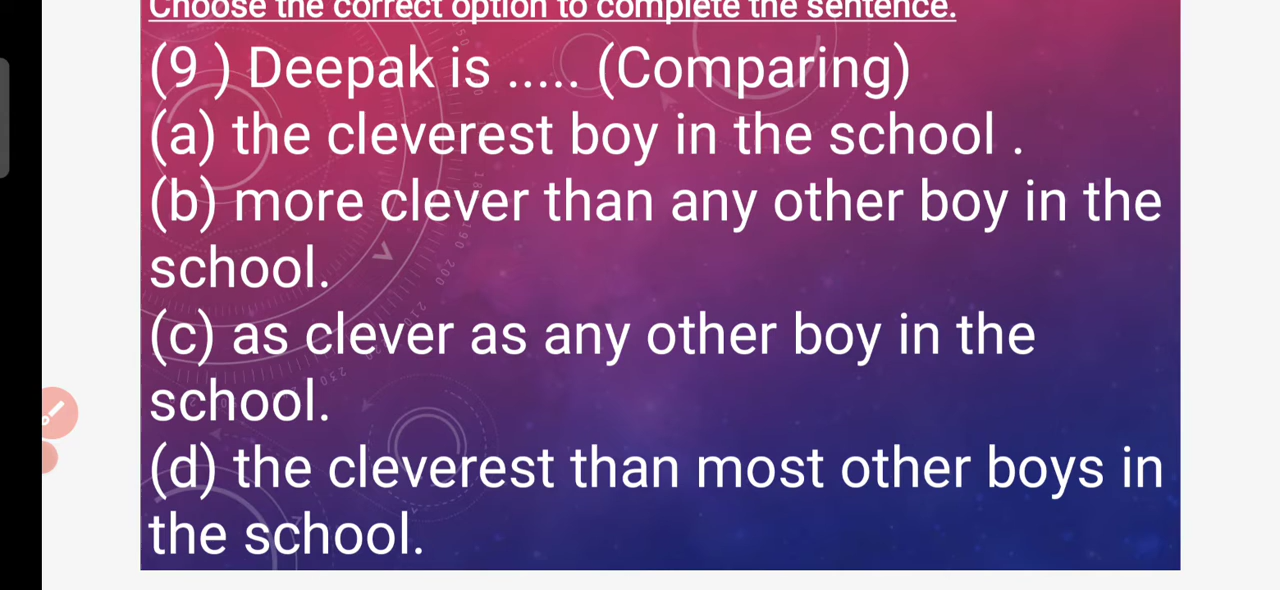 Choose the correct option to complete the sentence.
(9 ) Deepak is ..... (Comparing)
(a) the cleverest boy in the school .
(b) more clever than any other boy in the
school.
(c) as clever as any other boy in the
school.
(d) the cleverest than most other boys in
the school.